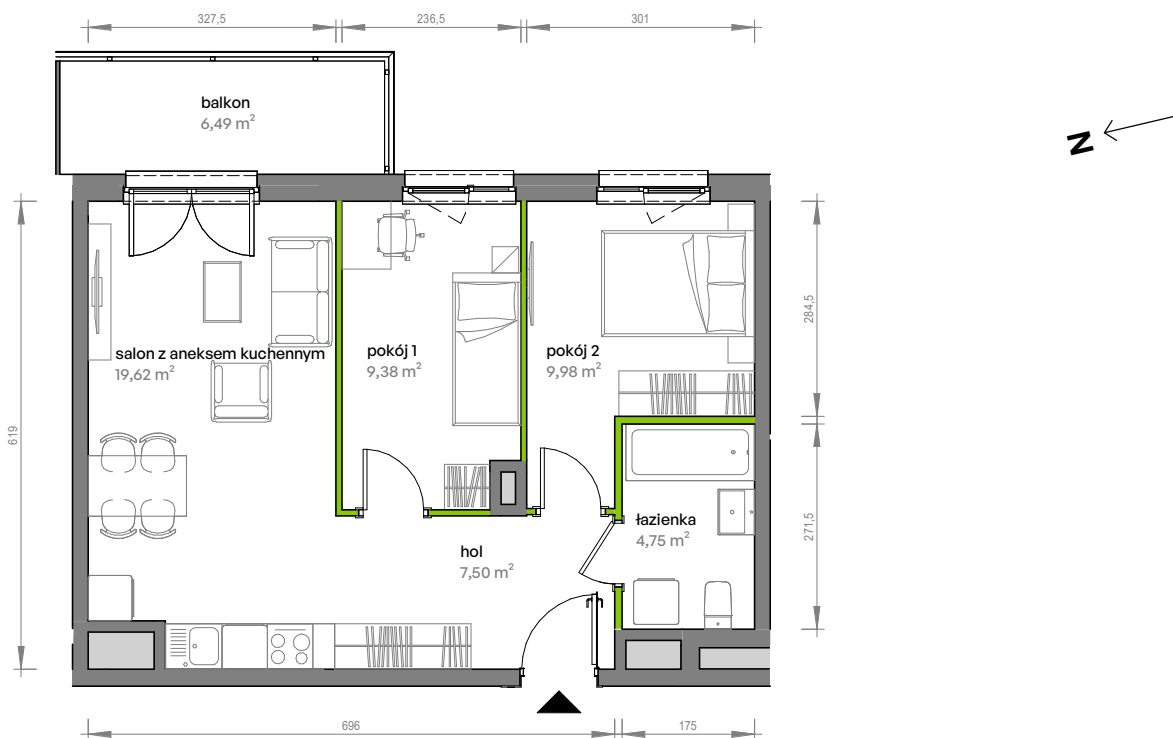 327,5
236,5
301
balkon
6,49 m²
N
619
284,5
salon z aneksem kuchennym
19,62 m²
pokój 1
9,38 m²
pokój 2
9,98 m²
271,5
łazienka
4,75 m²
hol
7,50 m²
696
175